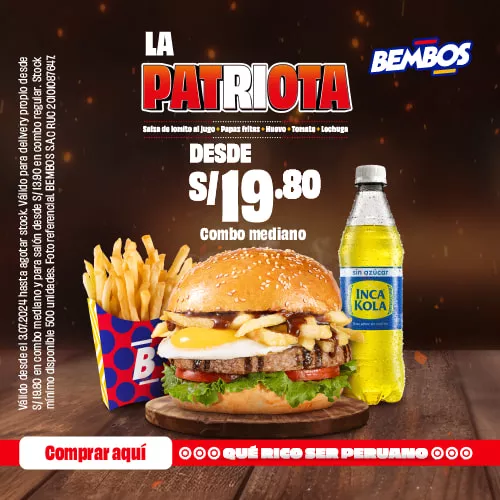 LA
PATRIOTA
Salsa de lomito al jugo • Papas fritas • Huevo • Tomate • Lechuga
DESDE
S/19.80
Combo mediano
BEMBOS
sin azúcar
INCA
KOLA
B
Comprar aquí
QUÉ RICO SER PERUANO
Válido desde el 3.07.2024 hasta agotar stock. Válido para delivery propio desde
S/19.80 en combo mediano y para salón desde S/13.90 en combo regular. Stock
mínimo disponible 500 unidades. Foto referencial. BEMBOS S.A.C RUC 20101087647.